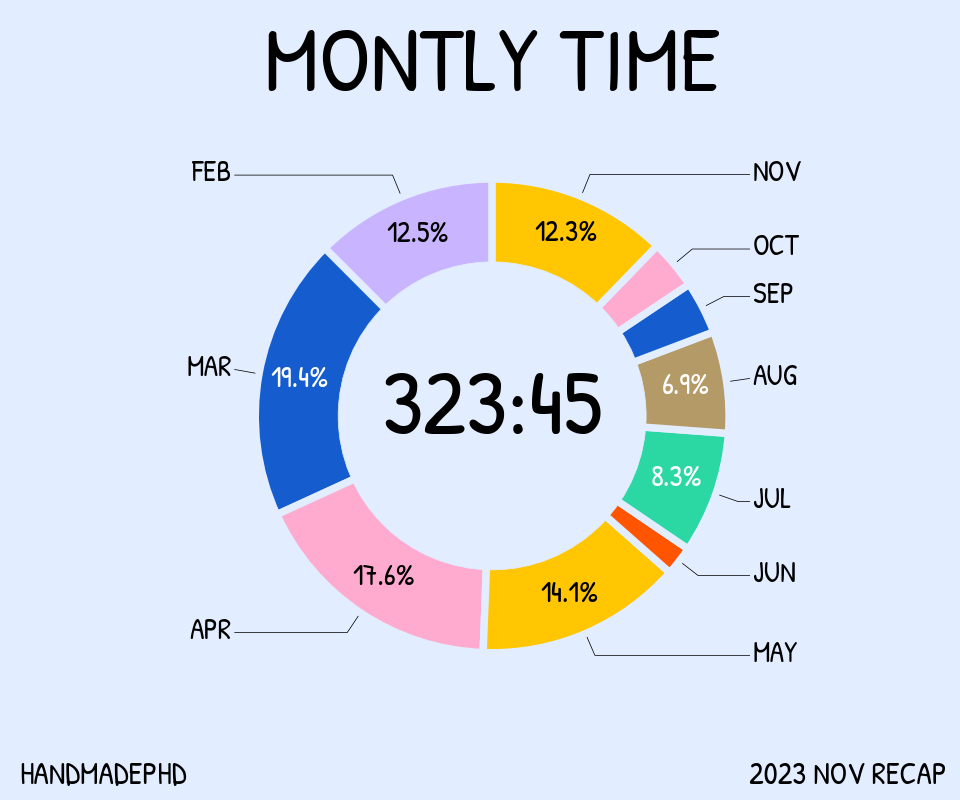 MONTLY TIME
FEB
NOV
12.5%
12.3%
OCT
SEP
MAR
19.4%
323:45
6.9%
AUG
8.3%
JUL
17.6%
14.1%
JUN
APR
MAY
HANDMADEPHD
2023 NOV RECAP